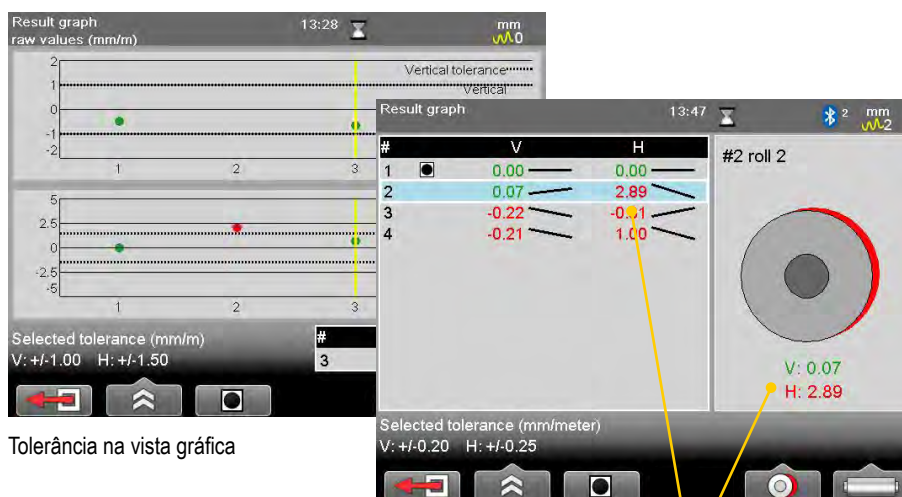 Result graph 13:28 mm
raw values (mm/m) 0
2
Vertical tolerance
1
Vertical
0
-1
-2
1 2 3
5
2.5
0
-2.5
-5
1 2 3
Selected tolerance (mm/m) #
V: +/-1.00 H: +/-1.50 3
Tolerância na vista gráfica
Result graph 13:47 2 mm
2
# V H
#2 roll 2
1 0.00 0.00
2 0.07 2.89
3 -0.22
4 -0.21 1.00
V: 0.07
H: 2.89
Selected tolerance (mm/meter)
V: +/-0.20 H: +/-0.25